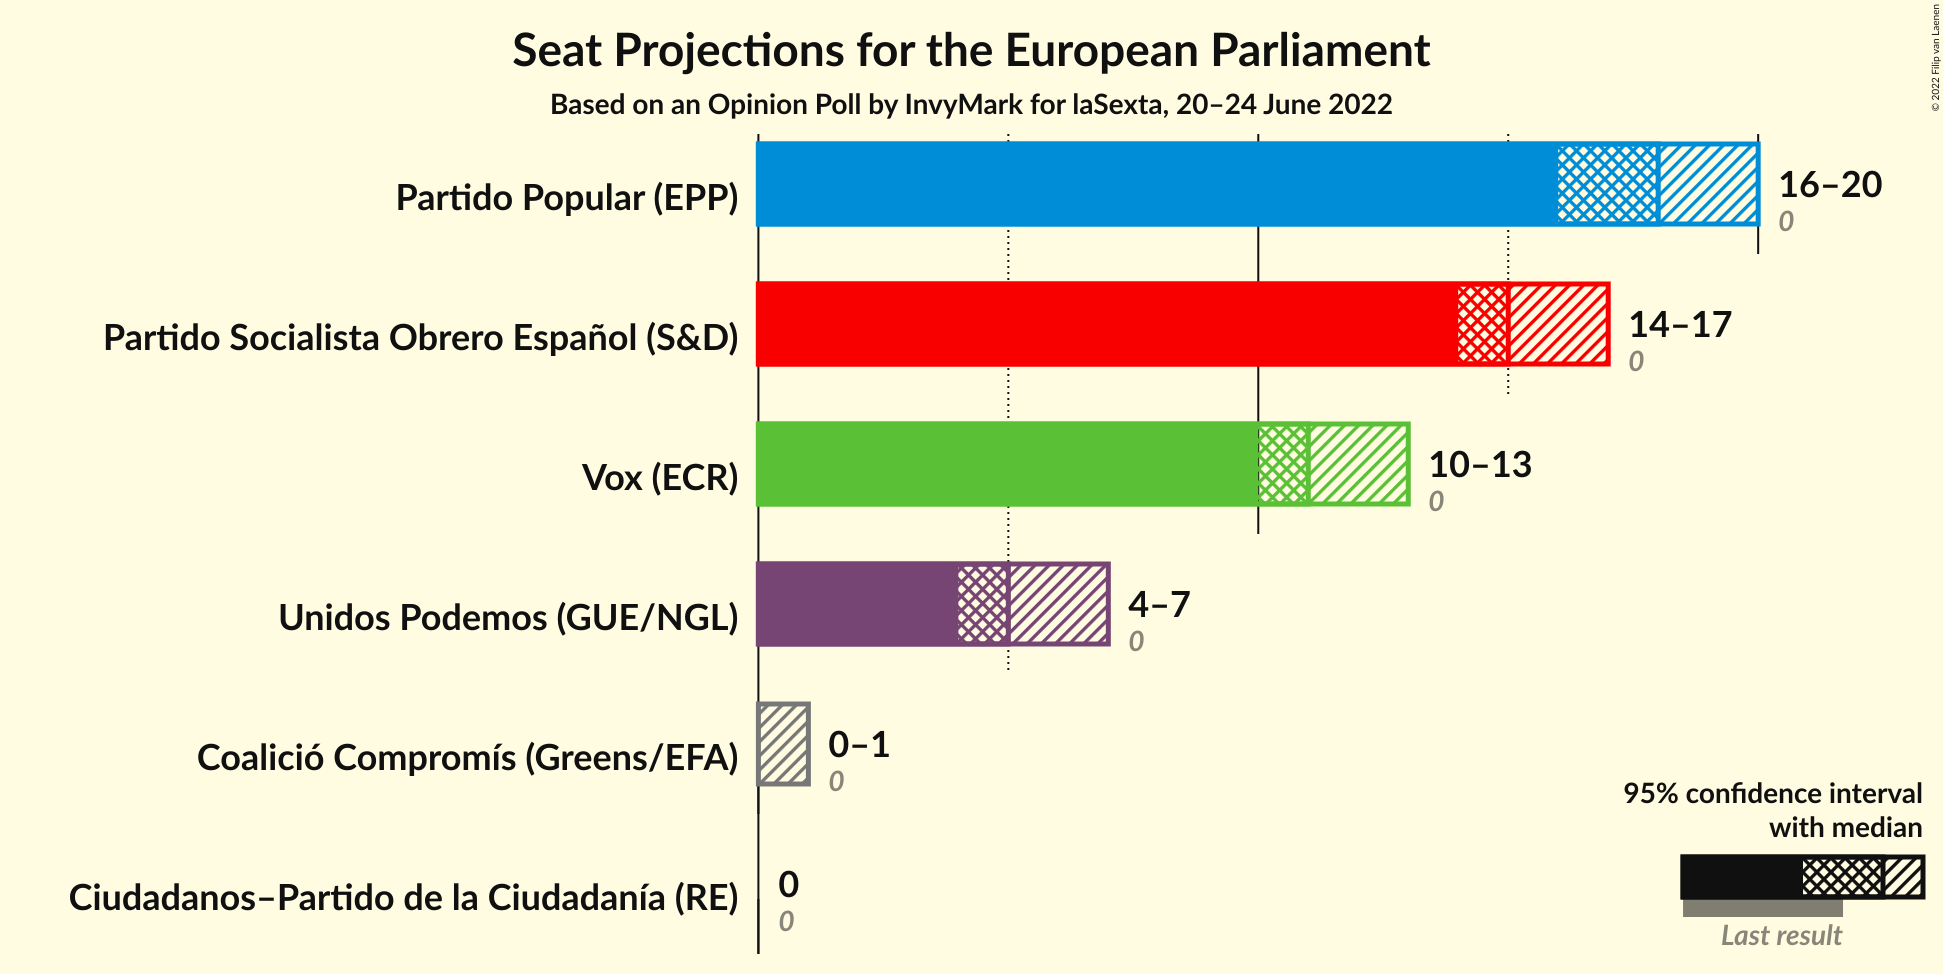 Seat Projections for the European Parliament
Based on an Opinion Poll by InvyMark for laSexta, 20–24 June 2022
© 2022 Filip van Laenen
Partido Popular (EPP)
16–20
0
Partido Socialista Obrero Español (S&D)
14–17
0
Vox (ECR)
10–13
0
Unidos Podemos (GUE/NGL)
4–7
0
Coalició Compromís (Greens/EFA)
0–1
0
Ciudadanos–Partido de la Ciudadanía (RE)
0
0
95% confidence interval
with median
Last result